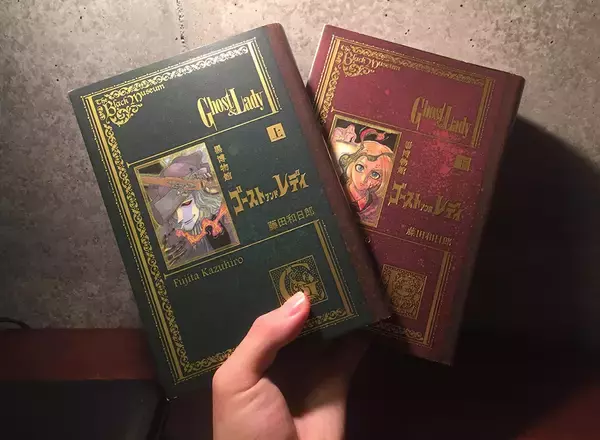 The Black Museum
Ghost & Lady
上
黒博物館
ゴースト アンド レディ
藤田和日郎
Fujita Kazuhiro
The Black Museum
Ghost & Lady
黒博物館
ゴースト アンド レディ
藤田和日郎